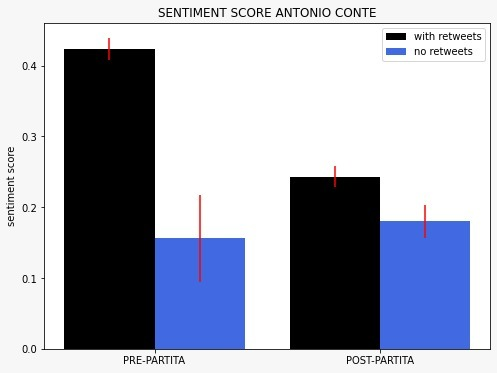 SENTIMENT SCORE ANTONIO CONTE
with retweets
no retweets
sentiment score
0.4
0.3
0.2
0.1
0.0
PRE-PARTITA
POST-PARTITA